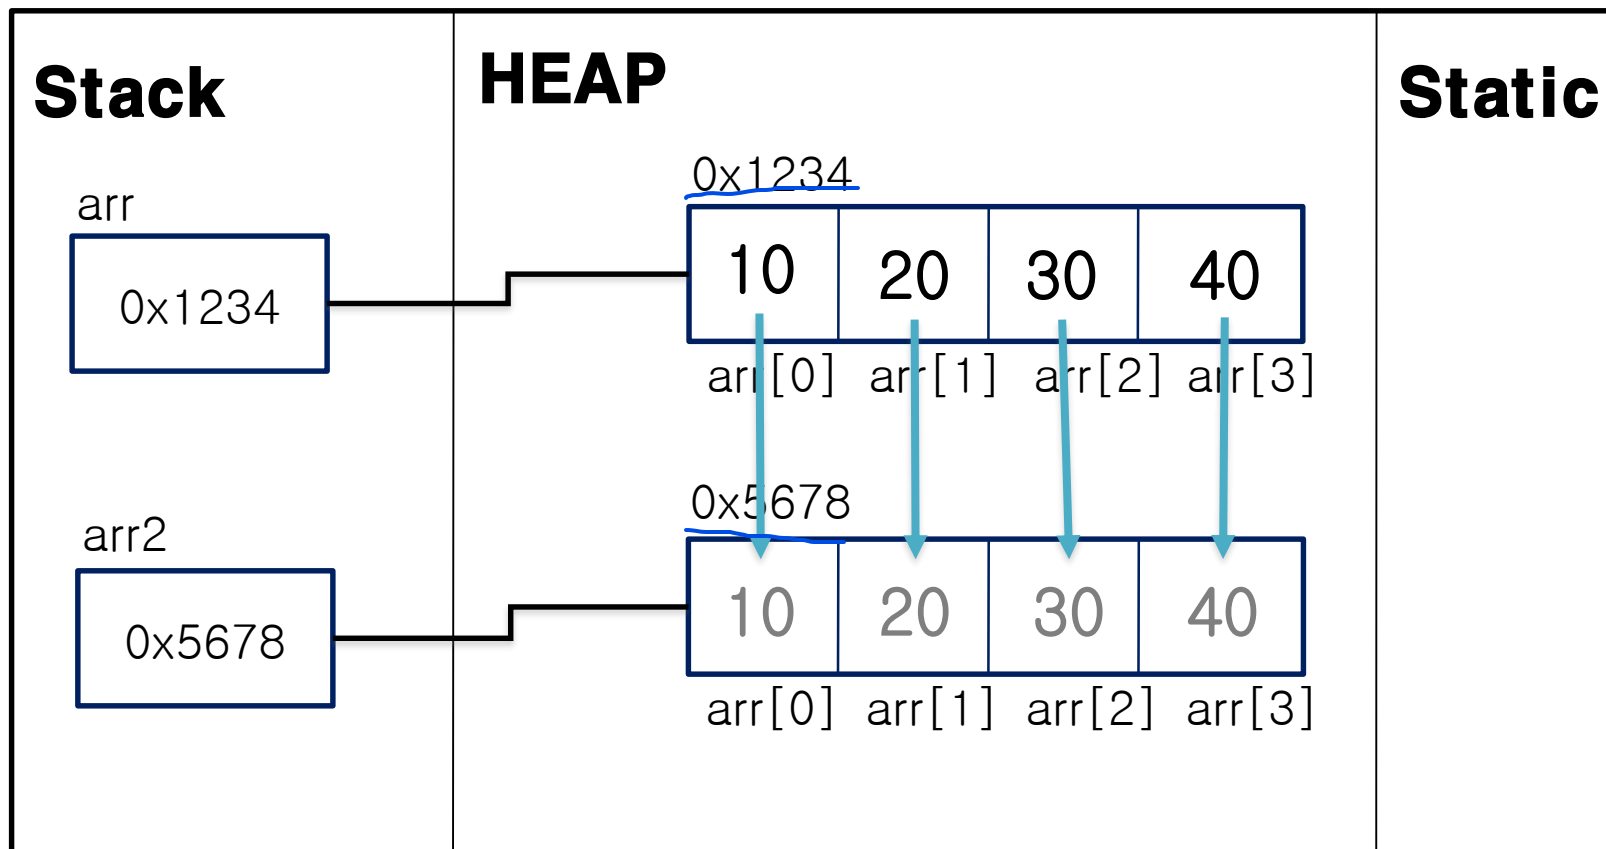 Stack
HEAP
Static
0x1234
arr
10 20 30 40
0x1234
arr[0] arr[1] arr[2] arr[3]
0x5678
arr2
10 20 30 40
0x5678
arr[0] arr[1] arr[2] arr[3]